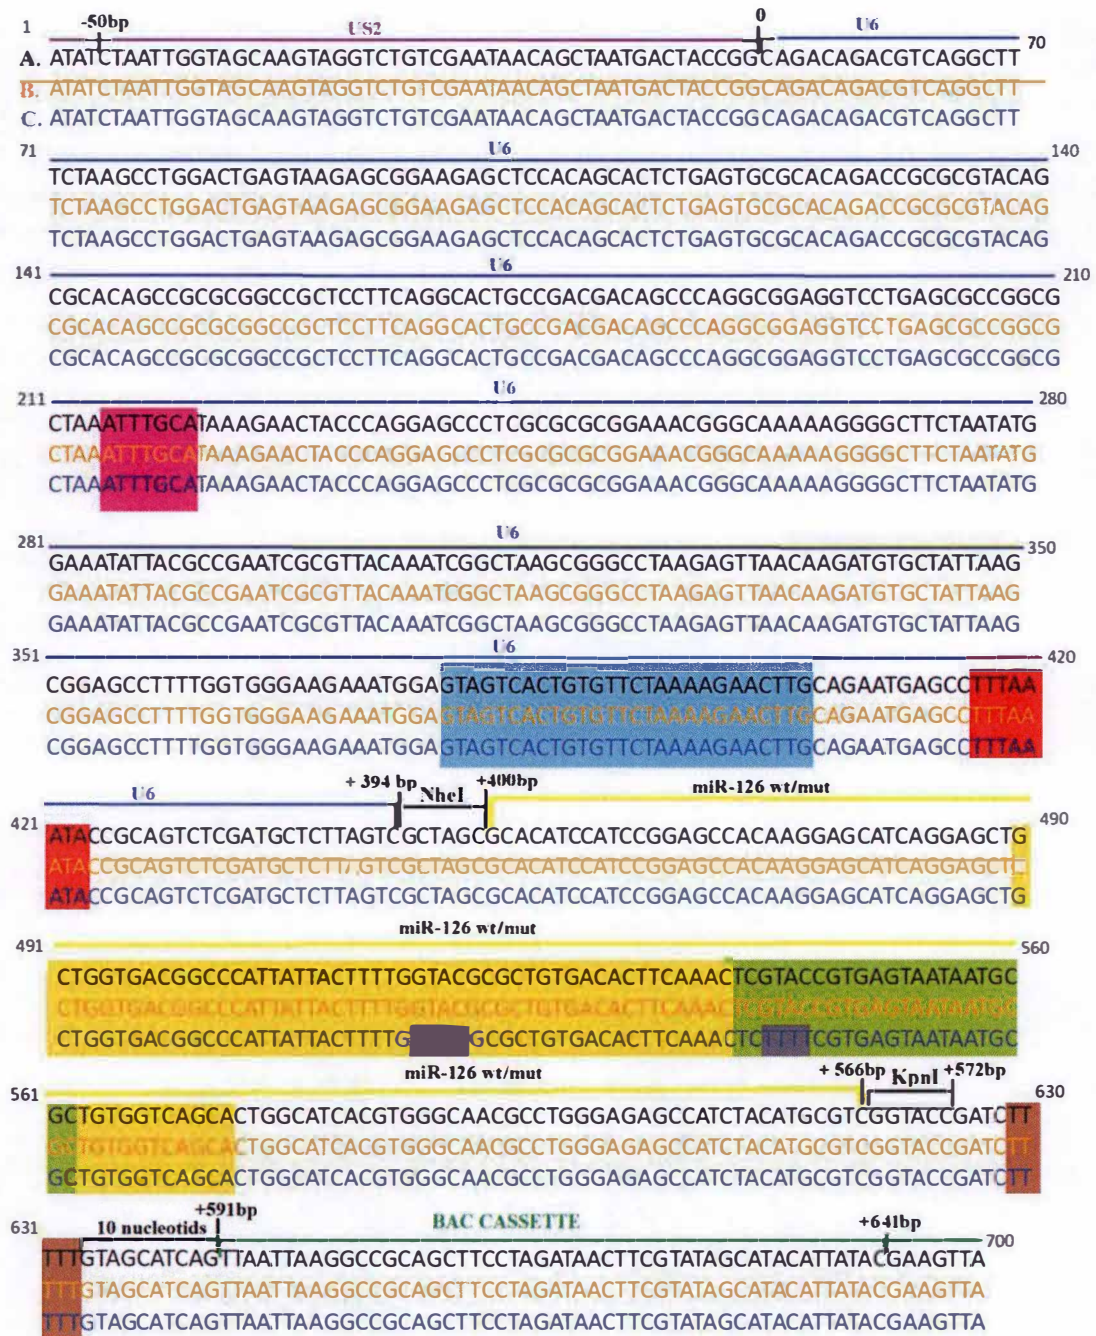 1 -50bp US2 0 U6 70
A. ATATCTAATTGGTAGCAAGTAGGTCTGTCGAATAACAGCTAATGACTACCGGCAGACAGACGTCAGGCTT
B. ATATCTAATTGGTAGCAAGTAGGTCTGTCGAATAACAGCTAATGACTACCGGCAGACAGACGTCAGGCTT
C. ATATCTAATTGGTAGCAAGTAGGTCTGTCGAATAACAGCTAATGACTACCGGCAGACAGACGTCAGGCTT
71 U6 140
TCTAAGCCTGGACTGAGTAAGAGCGGAAGAGCTCCACAGCACTCTGAGTGCGCACAGACCGCGCGTACAG
TCTAAGCCTGGACTGAGTAAGAGCGGAAGAGCTCCACAGCACTCTGAGTGCGCACAGACCGCGCGTACAG
TCTAAGCCTGGACTGAGTAAGAGCGGAAGAGCTCCACAGCACTCTGAGTGCGCACAGACCGCGCGTACAG
141 U6 210
CGCACAGCCGCGCGGCCGCTCCTTCAGGCACTGCCGACGACAGCCCAGGCGGAGGTCCTGAGCGCCGGCG
CGCACAGCCGCGCGGCCGCTCCTTCAGGCACTGCCGACGACAGCCCAGGCGGAGGTCCTGAGCGCCGGCG
CGCACAGCCGCGCGGCCGCTCCTTCAGGCACTGCCGACGACAGCCCAGGCGGAGGTCCTGAGCGCCGGCG
211 U6 280
CTAAATTTGCATAAAGAACTACCCAGGAGCCCTCGCGCGCGGAAACGGGCAAAAAGGGGCTTCTAATATG
CTAAATTTGCATAAAGAACTACCCAGGAGCCCTCGCGCGCGGAAACGGGCAAAAAGGGGCTTCTAATATG
CTAAATTTGCATAAAGAACTACCCAGGAGCCCTCGCGCGCGGAAACGGGCAAAAAGGGGCTTCTAATATG
281 U6 350
GAAATATTACGCCGAATCGCGTTACAAATCGGCTAAGCGGGCCTAAGAGTTAACAAGATGTGCTATTAAG
GAAATATTACGCCGAATCGCGTTACAAATCGGCTAAGCGGGCCTAAGAGTTAACAAGATGTGCTATTAAG
GAAATATTACGCCGAATCGCGTTACAAATCGGCTAAGCGGGCCTAAGAGTTAACAAGATGTGCTATTAAG
351 U6 420
CGGAGCCTTTTGGTGGGAAGAAATGGAGTAGTCACTGTGTTCTAAAAGAACTTGCAGAATGAGCCTTTAA
CGGAGCCTTTTGGTGGGAAGAAATGGAGTAGTCACTGTGTTCTAAAAGAACTTGCAGAATGAGCCTTTAA
CGGAGCCTTTTGGTGGGAAGAAATGGAGTAGTCACTGTGTTCTAAAAGAACTTGCAGAATGAGCCTTTAA
U6 + 394 bp NheI +400bp miR-126 wt/mut
421 490
ATACCGCAGTCTCGATGCTCTTAGTCGCTAGCGCACATCCATCCGGAGCCACAAGGAGCATCAGGAGCTG
ATACCGCAGTCTCGATGCTCTTAGTCGCTAGCGCACATCCATCCGGAGCCACAAGGAGCATCAGGAGCT
ATACCGCAGTCTCGATGCTCTTAGTCGCTAGCGCACATCCATCCGGAGCCACAAGGAGCATCAGGAGCTG
miR-126 wt/mut
491 560
CTGGTGACGGCCCATTATTACTTTTGGTACGCGCTGTGACACTTCAAACTCGTACCGTGAGTAATAATGC
CTGGTGACGGCCCATTATTACTTTTGGTACGCGCTGTGACACTTCAAACTCGTACCGTGAGTAATAATGC
CTGGTGACGGCCCATTATTACTTTTG GCGCTGTGACACTTCAAACTCTTTTCGTGAGTAATAATGC
miR-126 wt/mut + 566bp KpnI +572bp
561 630
GCTGTGGTCAGCACTGGCATCACGTGGGCAACGCCTGGGAGAGCCATCTACATGCGTCGGTACCGATCTT
GCTGTGGTCAGCACTGGCATCACGTGGGCAACGCCTGGGAGAGCCATCTACATGCGTCGGTACCGATCTT
GCTGTGGTCAGCACTGGCATCACGTGGGCAACGCCTGGGAGAGCCATCTACATGCGTCGGTACCGATCTT
631 10 nucleotids +591bp BAC CASSETTE +641bp 700
TTTGTAGCATCAGTTAATTAAGGCCGCAGCTTCCTAGATAACTTCGTATAGCATACATTATACGAAGTTA
TTTGTAGCATCAGTTAATTAAGGCCGCAGCTTCCTAGATAACTTCGTATAGCATACATTATACGAAGTTA
TTTGTAGCATCAGTTAATTAAGGCCGCAGCTTCCTAGATAACTTCGTATAGCATACATTATACGAAGTTA